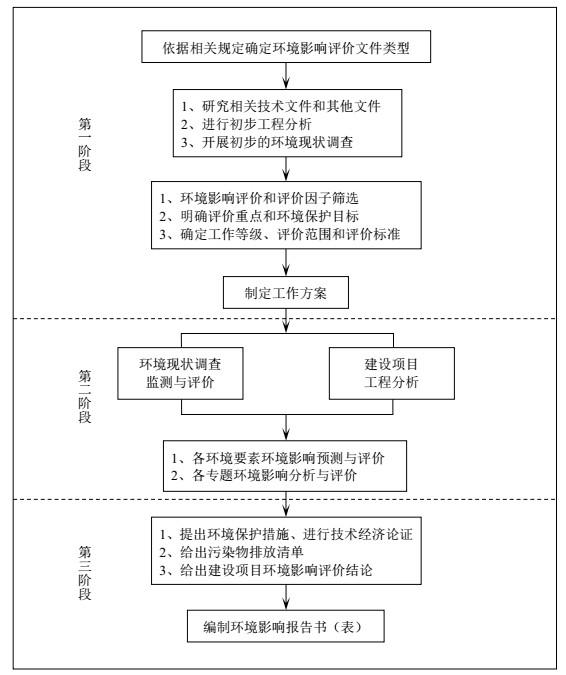 依据相关规定确定环境影响评价文件类型
第一阶段
1、研究相关技术文件和其他文件
2、进行初步工程分析
3、开展初步的环境现状调查
1、环境影响评价和评价因子筛选
2、明确评价重点和环境保护目标
3、确定工作等级、评价范围和评价标准
制定工作方案
第二阶段
环境现状调查
监测与评价
建设项目
工程分析
1、各环境要素环境影响预测与评价
2、各专题环境影响分析与评价
第三阶段
1、提出环境保护措施、进行技术经济论证
2、给出污染物排放清单
3、给出建设项目环境影响评价结论
编制环境影响报告书（表）